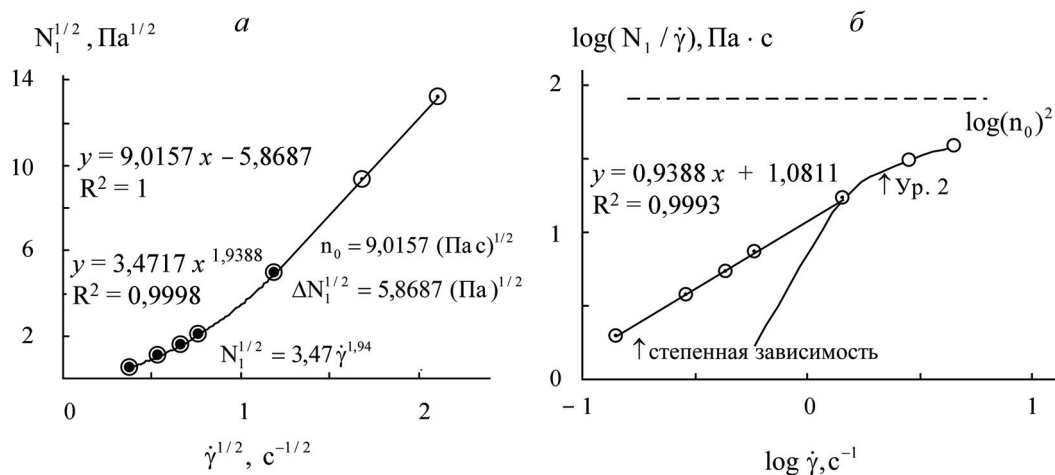 а
N₁^{1/2}, Па^{1/2}
14
10
6
2
y = 9,0157 x – 5,8687
R² = 1
y = 3,4717 x^{1,9388}
R² = 0,9998
n₀ = 9,0157 (Па с)^{1/2}
ΔN₁^{1/2} = 5,8687 (Па)^{1/2}
N₁^{1/2} = 3,47 γ̇^{1,94}
0 1 2
γ̇^{1/2}, с^{-1/2}
б
log(N₁ / γ̇), Па · с
2
1
0
log(n₀)²
y = 0,9388 x + 1,0811
R² = 0,9993
↑ Ур. 2
↑ степенная зависимость
– 1 0 1
log γ̇, с⁻¹